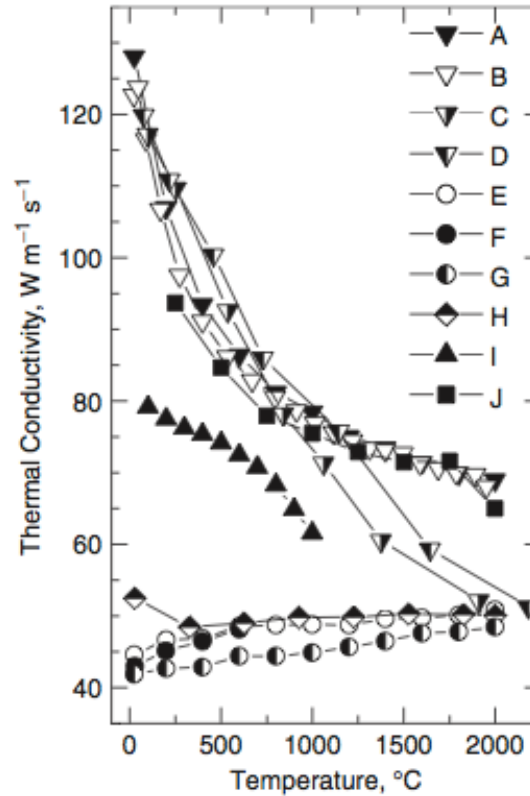 A
B
C
D
E
F
G
H
I
J
120
100
80
60
40
Thermal Conductivity, W m⁻¹ s⁻¹
0 500 1000 1500 2000
Temperature, °C